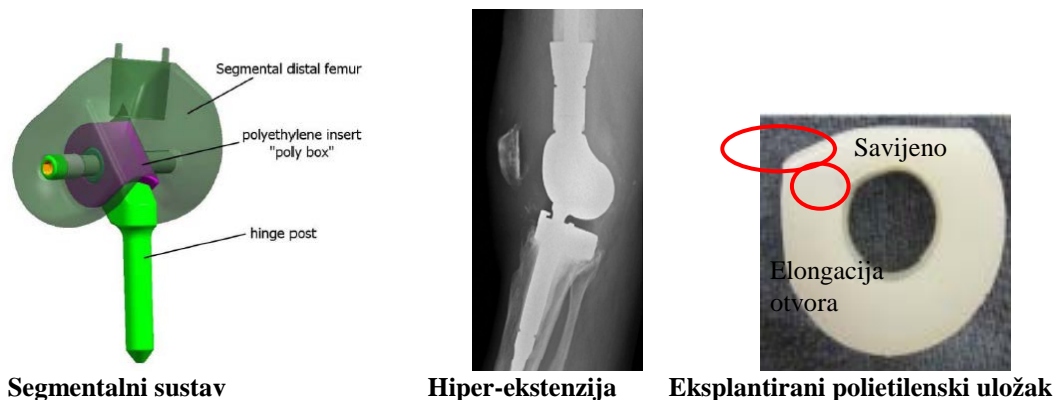 Segmental distal femur
polyethylene insert
"poly box"
hinge post
Savijeno
Elongacija
otvora
Segmentalni sustav
Hiper-ekstenzija
Eksplantirani polietilenski uložak